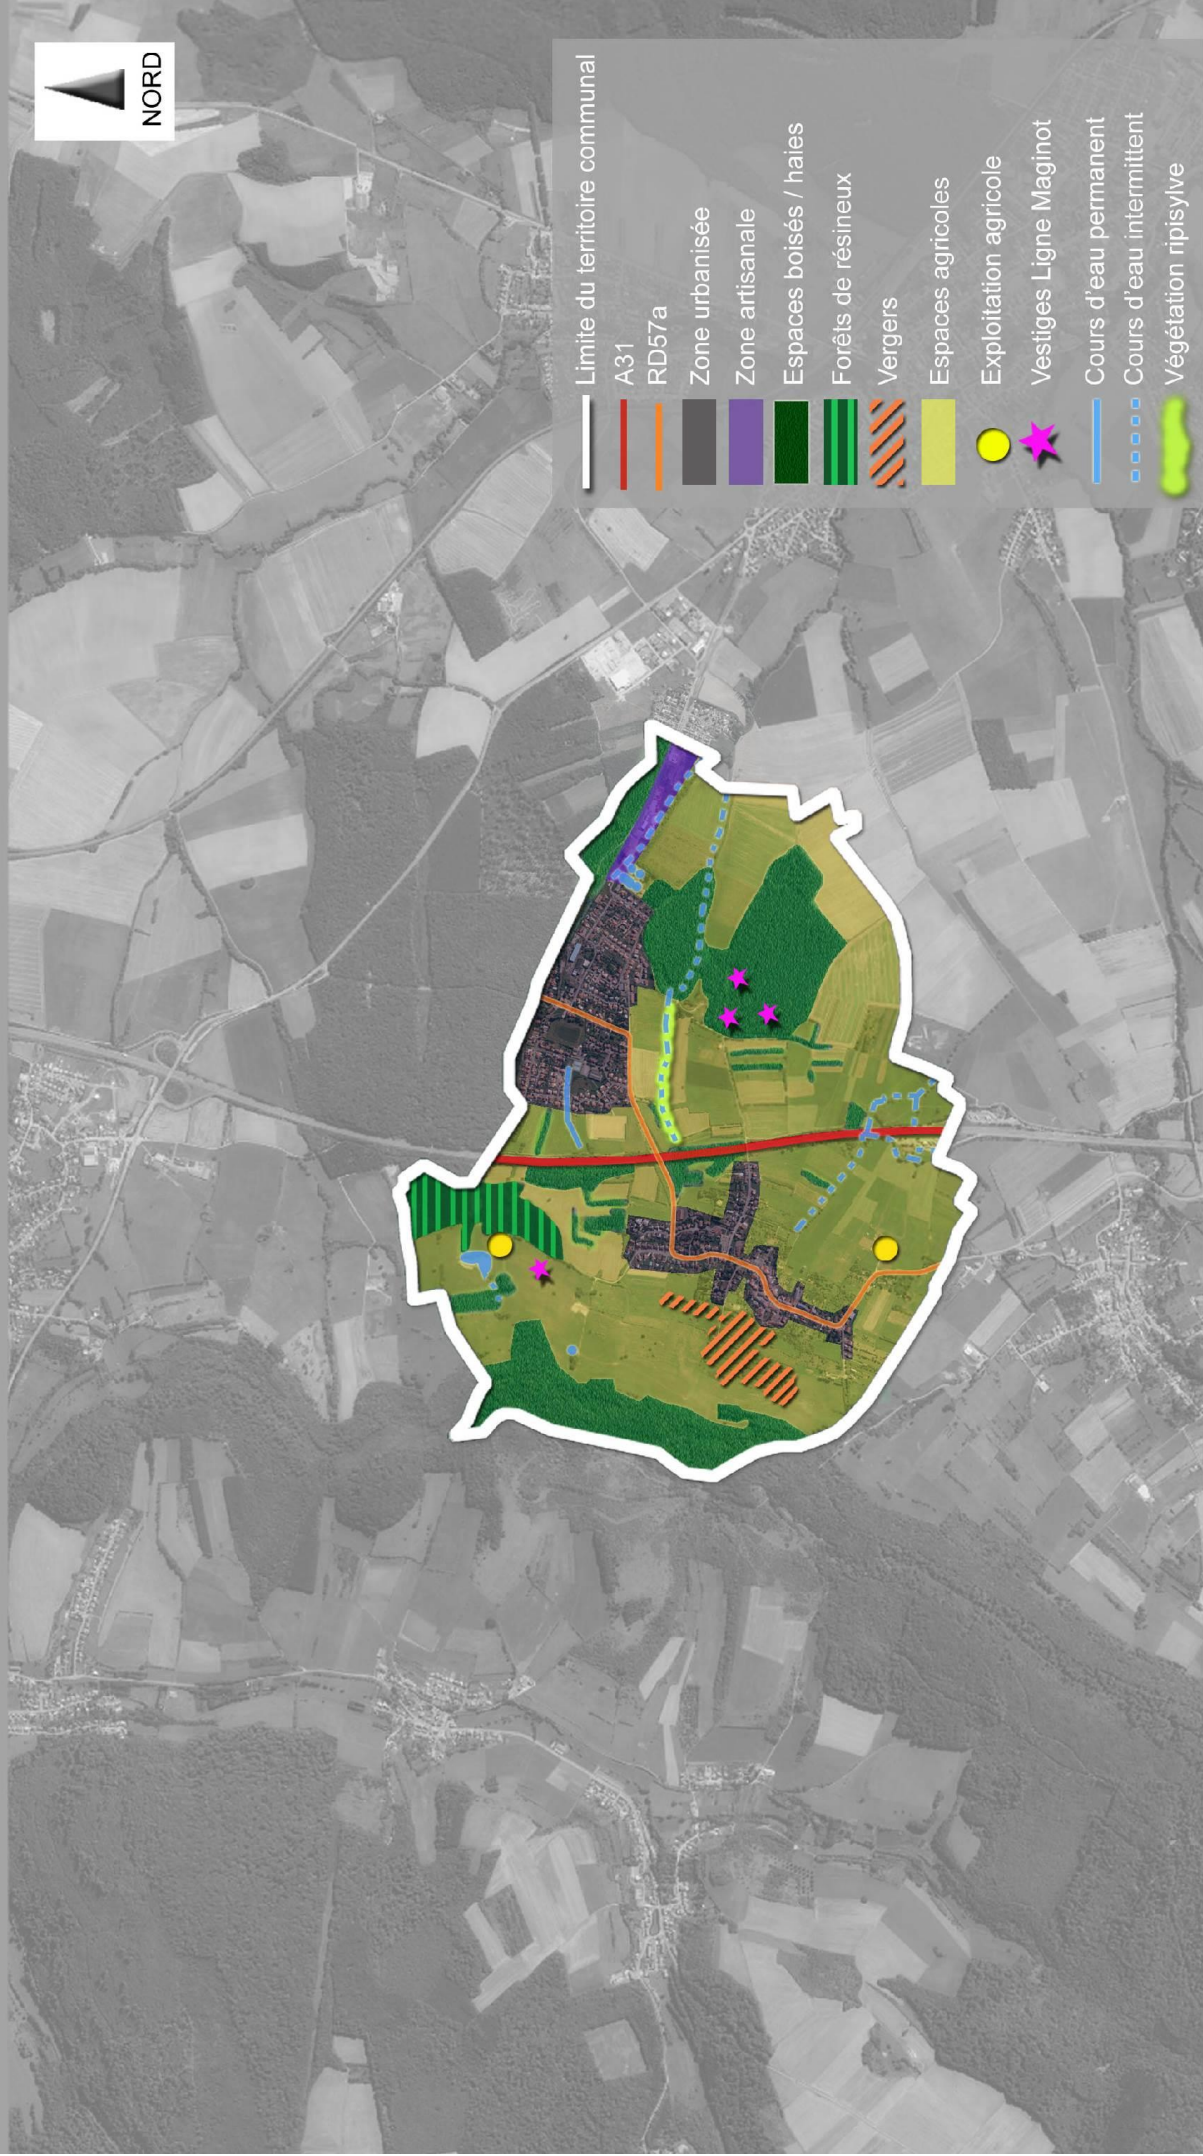 NORD
Limite du territoire communal
A31
RD57a
Zone urbanisée
Zone artisanale
Espaces boisés / haies
Forêts de résineux
Vergers
Espaces agricoles
Exploitation agricole
Vestiges Ligne Maginot
Cours d'eau permanent
Cours d'eau intermittent
Végétation ripisylve